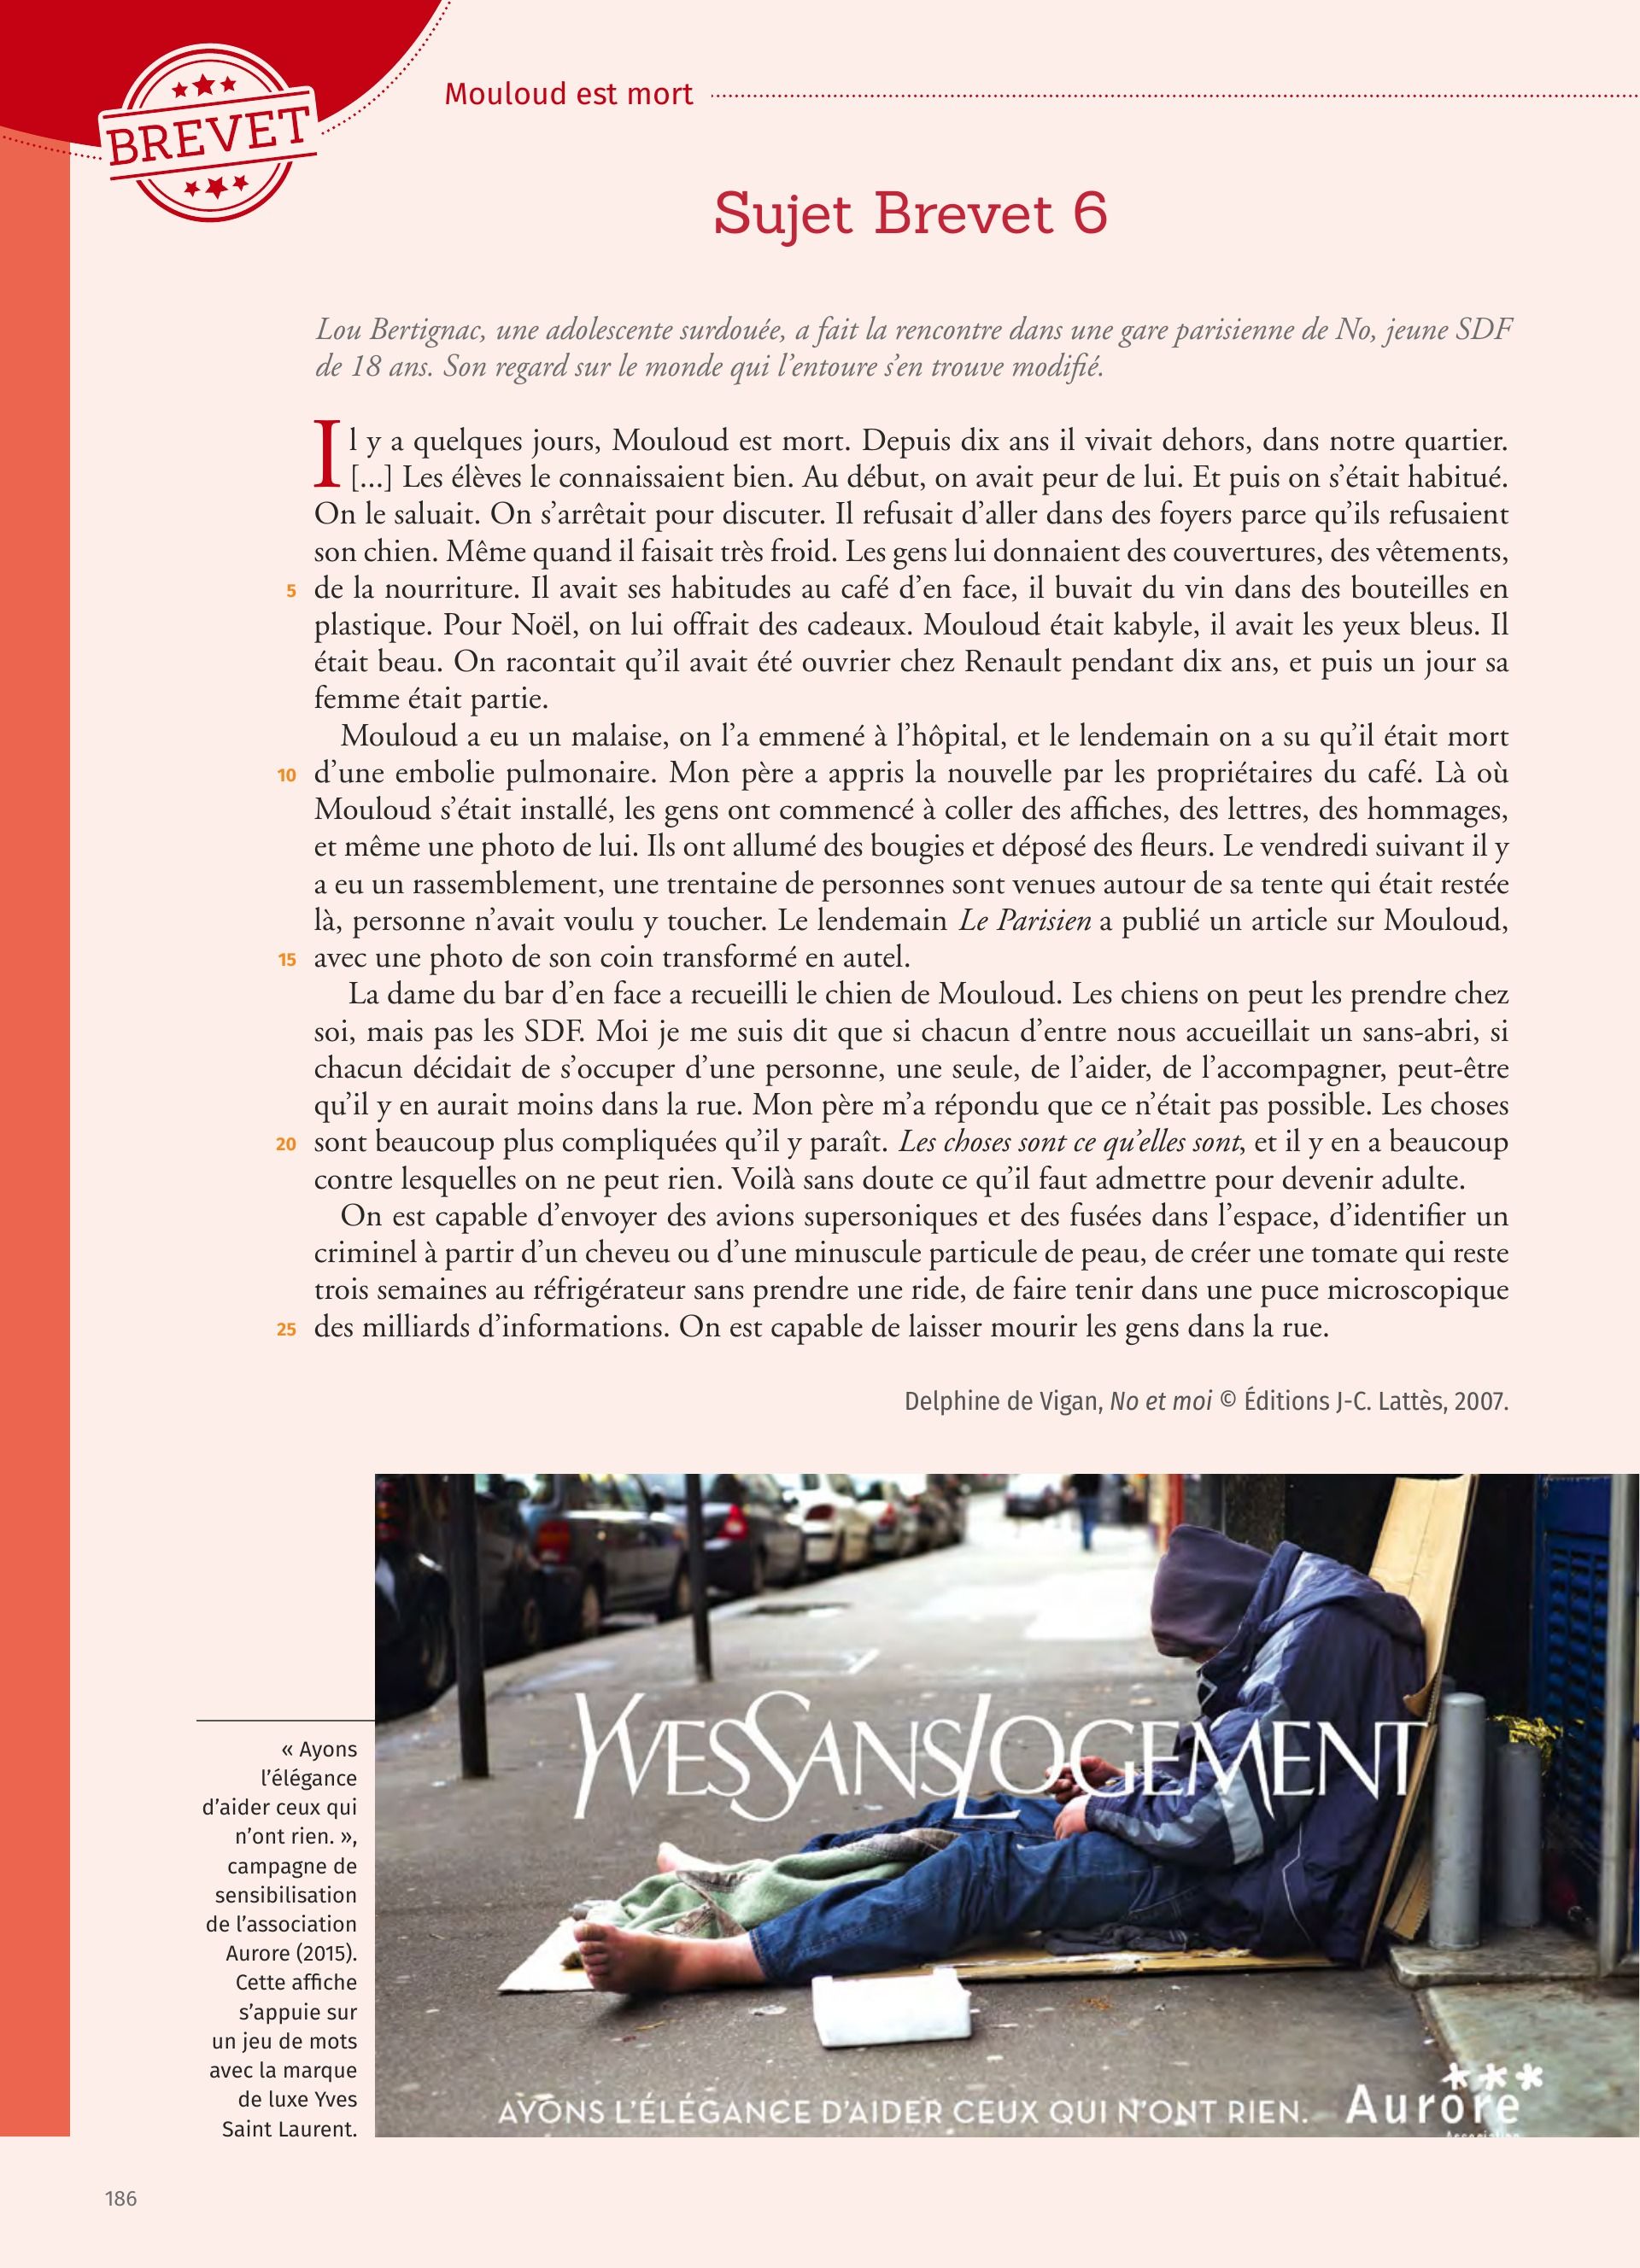 BREVET
Mouloud est mort
Sujet Brevet 6
Lou Bertignac, une adolescente surdouée, a fait la rencontre dans une gare parisienne de No, jeune SDF
de 18 ans. Son regard sur le monde qui l'entoure s'en trouve modifié.
Il y a quelques jours, Mouloud est mort. Depuis dix ans il vivait dehors, dans notre quartier.
[...] Les élèves le connaissaient bien. Au début, on avait peur de lui. Et puis on s'était habitué.
On le saluait. On s'arrêtait pour discuter. Il refusait d'aller dans des foyers parce qu'ils refusaient
son chien. Même quand il faisait très froid. Les gens lui donnaient des couvertures, des vêtements,
5 de la nourriture. Il avait ses habitudes au café d'en face, il buvait du vin dans des bouteilles en
plastique. Pour Noël, on lui offrait des cadeaux. Mouloud était kabyle, il avait les yeux bleus. Il
était beau. On racontait qu'il avait été ouvrier chez Renault pendant dix ans, et puis un jour sa
femme était partie.
Mouloud a eu un malaise, on l'a emmené à l'hôpital, et le lendemain on a su qu'il était mort
10 d'une embolie pulmonaire. Mon père a appris la nouvelle par les propriétaires du café. Là où
Mouloud s'était installé, les gens ont commencé à coller des affiches, des lettres, des hommages,
et même une photo de lui. Ils ont allumé des bougies et déposé des fleurs. Le vendredi suivant il y
a eu un rassemblement, une trentaine de personnes sont venues autour de sa tente qui était restée
là, personne n'avait voulu y toucher. Le lendemain Le Parisien a publié un article sur Mouloud,
15 avec une photo de son coin transformé en autel.
La dame du bar d'en face a recueilli le chien de Mouloud. Les chiens on peut les prendre chez
soi, mais pas les SDF. Moi je me suis dit que si chacun d'entre nous accueillait un sans-abri, si
chacun décidait de s'occuper d'une personne, une seule, de l'aider, de l'accompagner, peut-être
qu'il y en aurait moins dans la rue. Mon père m'a répondu que ce n'était pas possible. Les choses
20 sont beaucoup plus compliquées qu'il y paraît. Les choses sont ce qu'elles sont, et il y en a beaucoup
contre lesquelles on ne peut rien. Voilà sans doute ce qu'il faut admettre pour devenir adulte.
On est capable d'envoyer des avions supersoniques et des fusées dans l'espace, d'identifier un
criminel à partir d'un cheveu ou d'une minuscule particule de peau, de créer une tomate qui reste
trois semaines au réfrigérateur sans prendre une ride, de faire tenir dans une puce microscopique
25 des milliards d'informations. On est capable de laisser mourir les gens dans la rue.
Delphine de Vigan, No et moi © Éditions J-C. Lattès, 2007.
« Ayons
l'élégance
d'aider ceux qui
n'ont rien. »,
campagne de
sensibilisation
de l'association
Aurore (2015).
Cette affiche
s'appuie sur
un jeu de mots
avec la marque
de luxe Yves
Saint Laurent.
YVESSANSLOGEMENT
AYONS L'ÉLÉGANCE D'AIDER CEUX QUI N'ONT RIEN.
Aurore
186